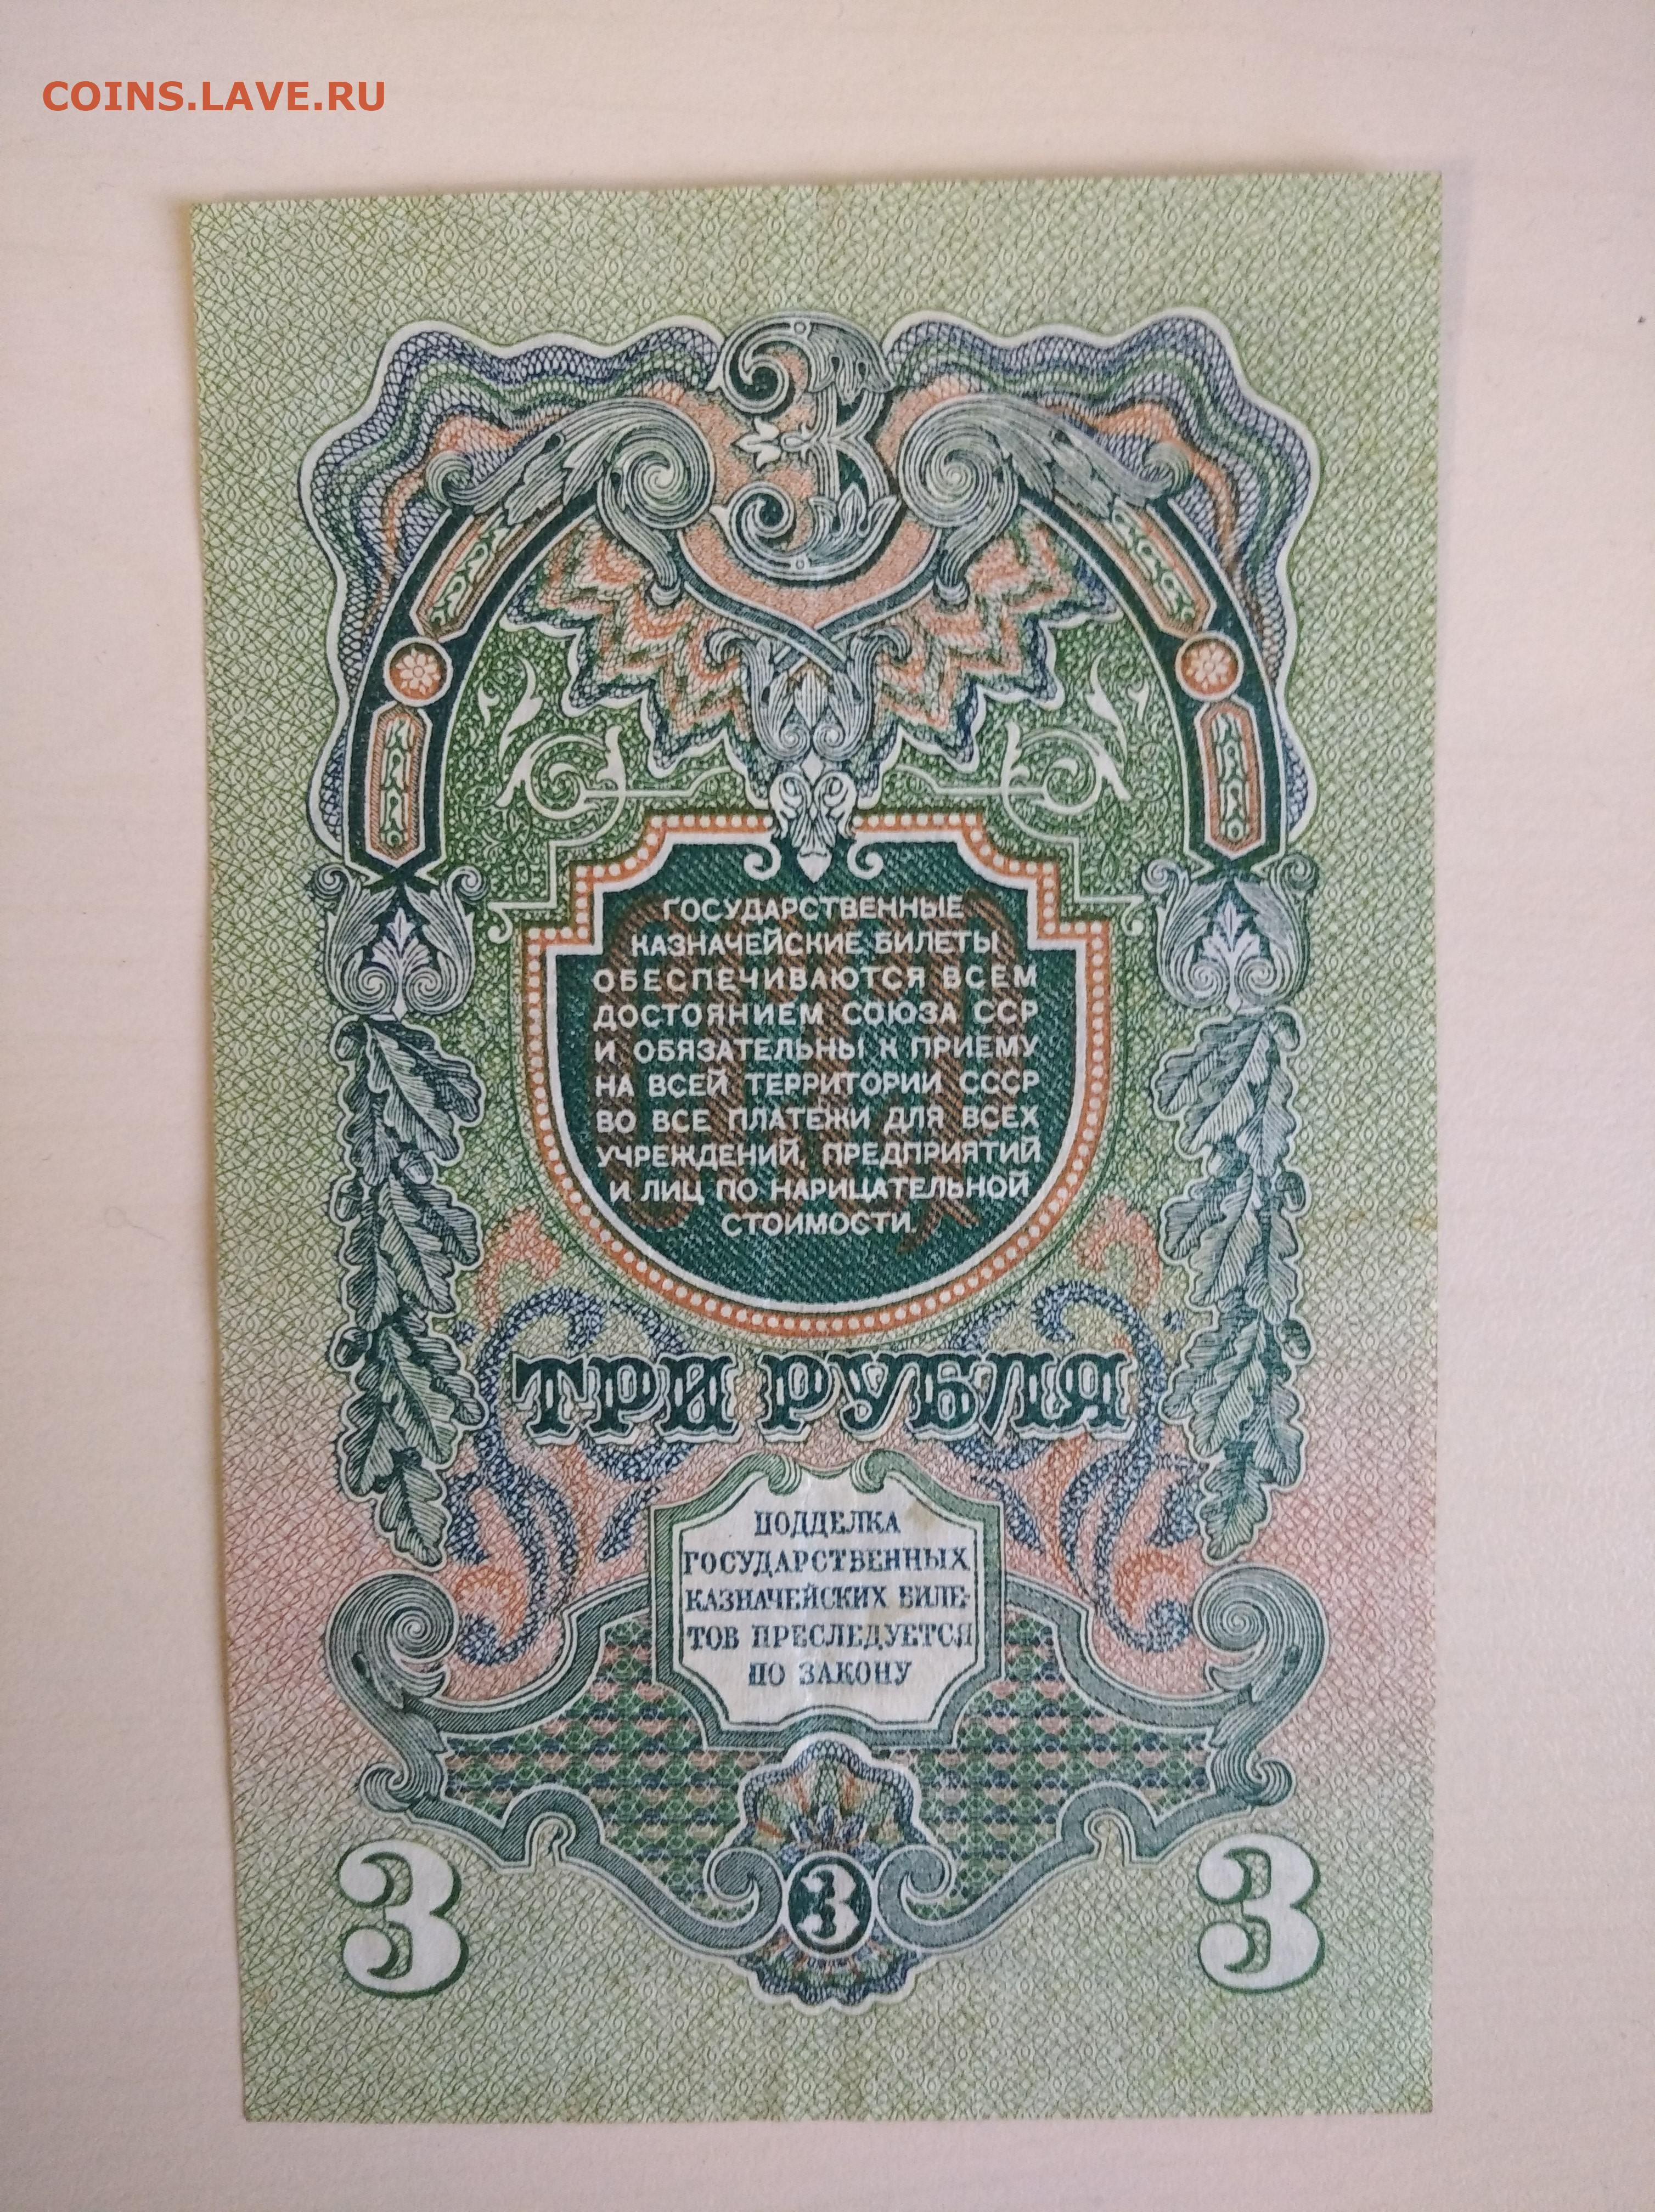 COINS.LAVE.RU
3
ГОСУДАРСТВЕННЫЕ
КАЗНАЧЕЙСКИЕ БИЛЕТЫ
ОБЕСПЕЧИВАЮТСЯ ВСЕМ
ДОСТОЯНИЕМ СОЮЗА ССР
И ОБЯЗАТЕЛЬНЫ К ПРИЕМУ
НА ВСЕЙ ТЕРРИТОРИИ СССР
ВО ВСЕ ПЛАТЕЖИ ДЛЯ ВСЕХ
УЧРЕЖДЕНИЙ, ПРЕДПРИЯТИЙ
И ЛИЦ ПО НАРИЦАТЕЛЬНОЙ
СТОИМОСТИ.
ТРИ РУБЛЯ
ПОДДЕЛКА
ГОСУДАРСТВЕННЫХ
КАЗНАЧЕЙСКИХ БИЛЕ-
ТОВ ПРЕСЛЕДУЕТСЯ
ПО ЗАКОНУ
3 3 3